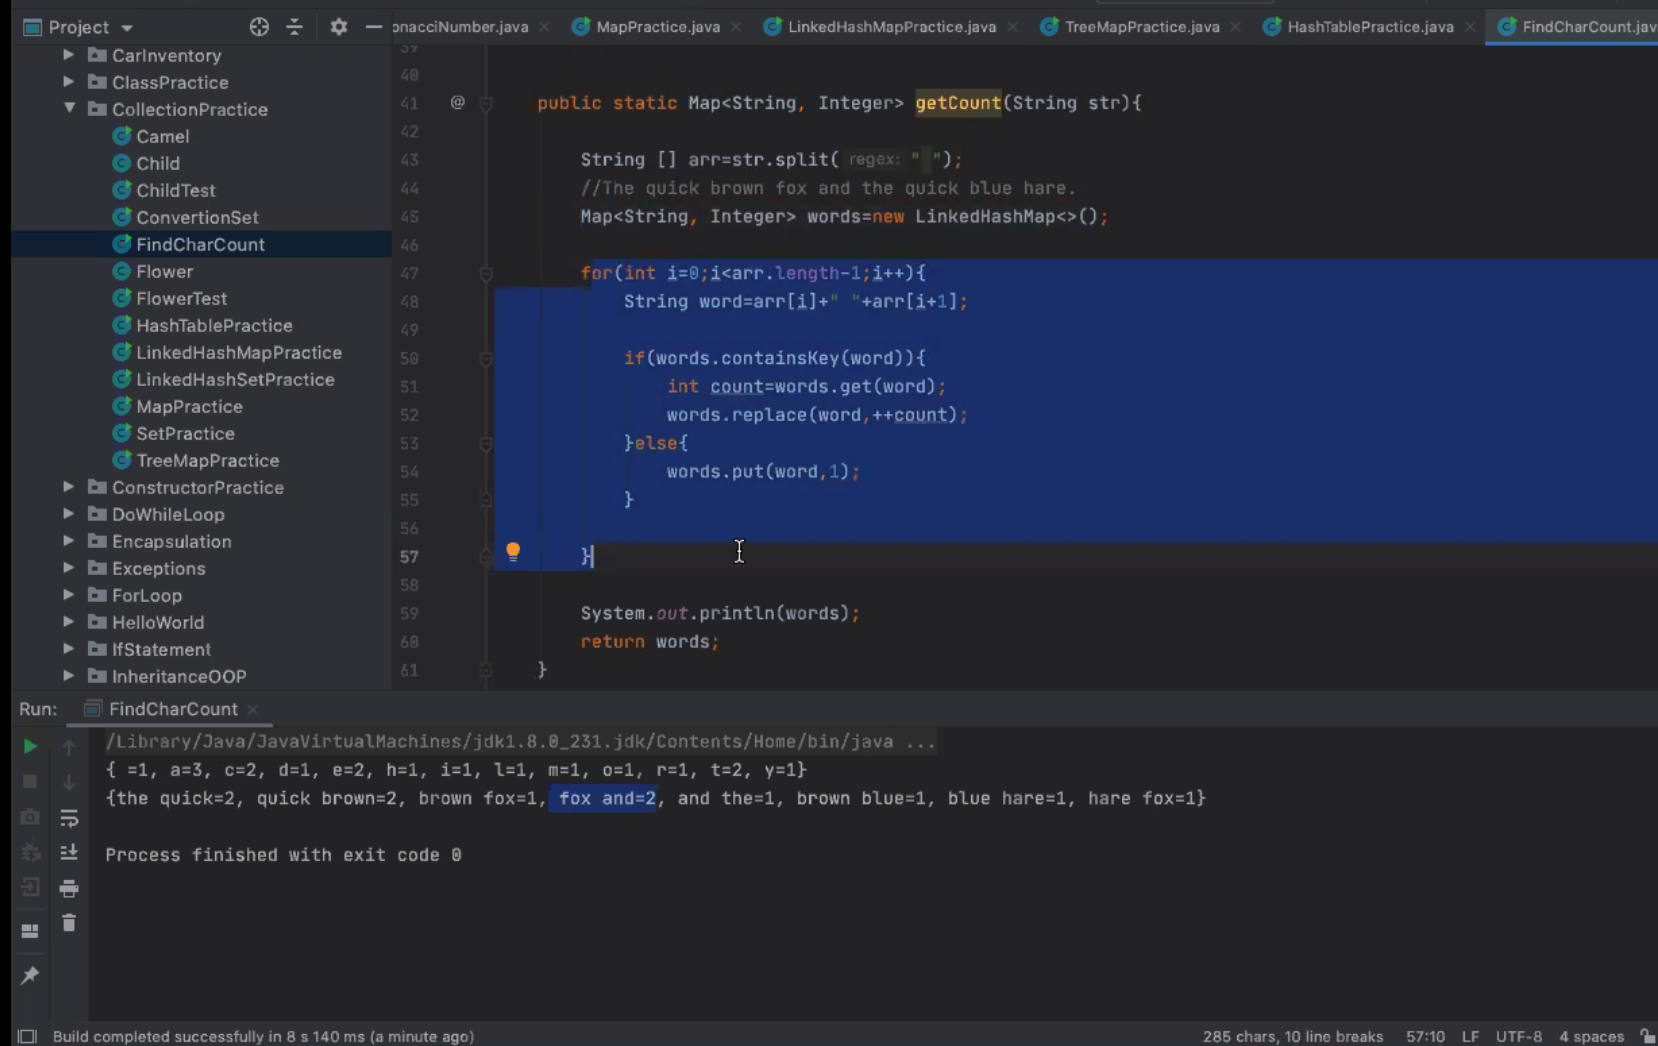 Project
onacciNumber.java
MapPractice.java
LinkedHashMapPractice.java
TreeMapPractice.java
HashTablePractice.java
FindCharCount.jav
CarInventory
ClassPractice
CollectionPractice
Camel
Child
ChildTest
ConvertionSet
FindCharCount
Flower
FlowerTest
HashTablePractice
LinkedHashMapPractice
LinkedHashSetPractice
MapPractice
SetPractice
TreeMapPractice
ConstructorPractice
DoWhileLoop
Encapsulation
Exceptions
ForLoop
HelloWorld
IfStatement
InheritanceOOP
39
40
41 @ public static Map<String, Integer> getCount(String str){
42
43 String [] arr=str.split( regex: " ");
44 //The quick brown fox and the quick blue hare.
45 Map<String, Integer> words=new LinkedHashMap<>();
46
47 for(int i=0;i<arr.length-1;i++){
48 String word=arr[i]+" "+arr[i+1];
49
50 if(words.containsKey(word)){
51 int count=words.get(word);
52 words.replace(word,++count);
53 }else{
54 words.put(word,1);
55 }
56
57 }
58
59 System.out.println(words);
60 return words;
61 }
Run: FindCharCount
/Library/Java/JavaVirtualMachines/jdk1.8.0_231.jdk/Contents/Home/bin/java ...
{ =1, a=3, c=2, d=1, e=2, h=1, i=1, l=1, m=1, o=1, r=1, t=2, y=1}
{the quick=2, quick brown=2, brown fox=1, fox and=2, and the=1, brown blue=1, blue hare=1, hare fox=1}
Process finished with exit code 0
Build completed successfully in 8 s 140 ms (a minute ago)
285 chars, 10 line breaks 57:10 LF UTF-8 4 spaces